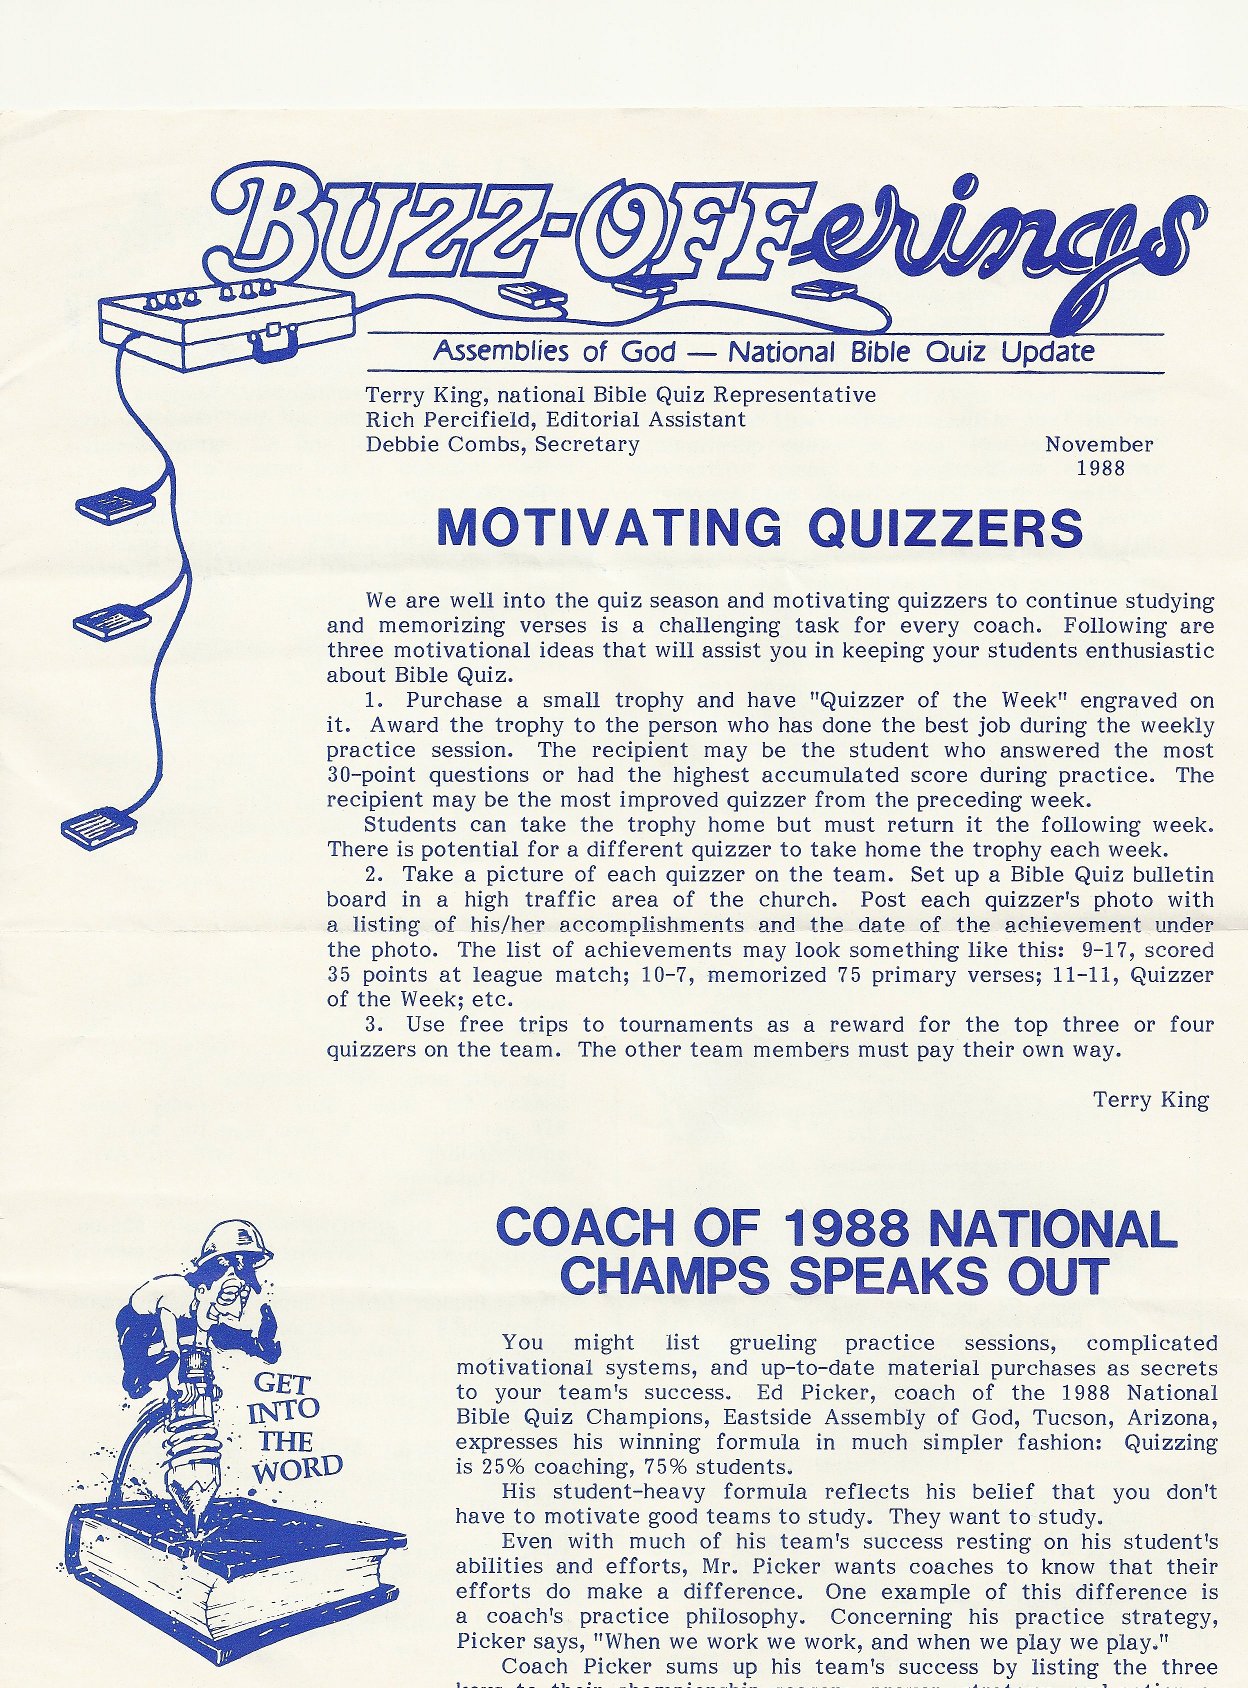 BUZZ-OFFerings
Assemblies of God — National Bible Quiz Update
Terry King, national Bible Quiz Representative
Rich Percifield, Editorial Assistant
Debbie Combs, Secretary
November
1988
MOTIVATING QUIZZERS
We are well into the quiz season and motivating quizzers to continue studying
and memorizing verses is a challenging task for every coach. Following are
three motivational ideas that will assist you in keeping your students enthusiastic
about Bible Quiz.
1. Purchase a small trophy and have "Quizzer of the Week" engraved on
it. Award the trophy to the person who has done the best job during the weekly
practice session. The recipient may be the student who answered the most
30-point questions or had the highest accumulated score during practice. The
recipient may be the most improved quizzer from the preceding week.
Students can take the trophy home but must return it the following week.
There is potential for a different quizzer to take home the trophy each week.
2. Take a picture of each quizzer on the team. Set up a Bible Quiz bulletin
board in a high traffic area of the church. Post each quizzer's photo with
a listing of his/her accomplishments and the date of the achievement under
the photo. The list of achievements may look something like this: 9-17, scored
35 points at league match; 10-7, memorized 75 primary verses; 11-11, Quizzer
of the Week; etc.
3. Use free trips to tournaments as a reward for the top three or four
quizzers on the team. The other team members must pay their own way.
Terry King
COACH OF 1988 NATIONAL
CHAMPS SPEAKS OUT
GET
INTO
THE
WORD
You might list grueling practice sessions, complicated
motivational systems, and up-to-date material purchases as secrets
to your team's success. Ed Picker, coach of the 1988 National
Bible Quiz Champions, Eastside Assembly of God, Tucson, Arizona,
expresses his winning formula in much simpler fashion: Quizzing
is 25% coaching, 75% students.
His student-heavy formula reflects his belief that you don't
have to motivate good teams to study. They want to study.
Even with much of his team's success resting on his student's
abilities and efforts, Mr. Picker wants coaches to know that their
efforts do make a difference. One example of this difference is
a coach's practice philosophy. Concerning his practice strategy,
Picker says, "When we work we work, and when we play we play."
Coach Picker sums up his team's success by listing the three